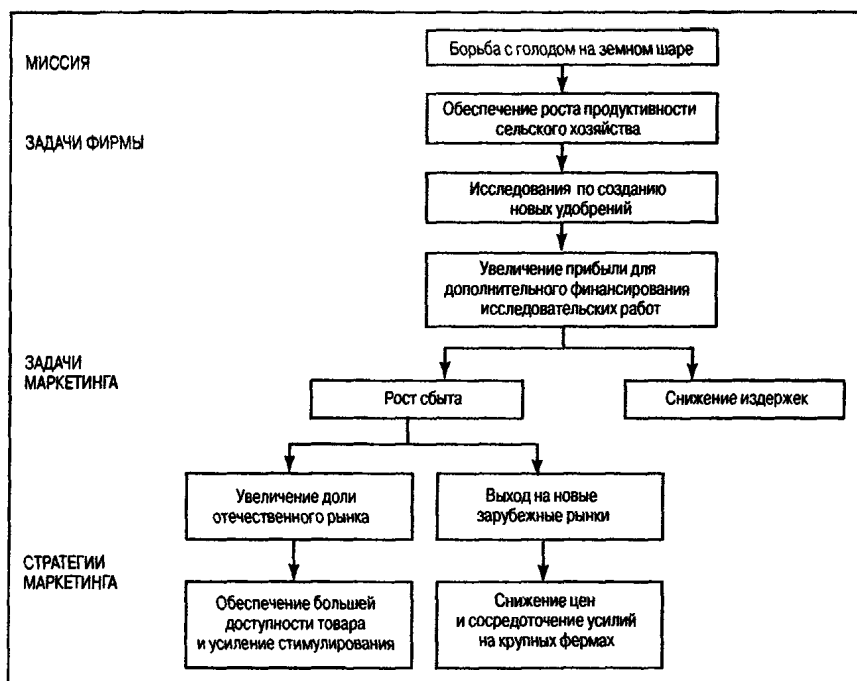 МИССИЯ
Борьба с голодом на земном шаре
ЗАДАЧИ ФИРМЫ
Обеспечение роста продуктивности
сельского хозяйства
Исследования по созданию
новых удобрений
Увеличение прибыли для
дополнительного финансирования
исследовательских работ
ЗАДАЧИ
МАРКЕТИНГА
Рост сбыта
Снижение издержек
Увеличение доли
отечественного рынка
Выход на новые
зарубежные рынки
СТРАТЕГИИ
МАРКЕТИНГА
Обеспечение большей
доступности товара
и усиление стимулирования
Снижение цен
и сосредоточение усилий
на крупных фермах